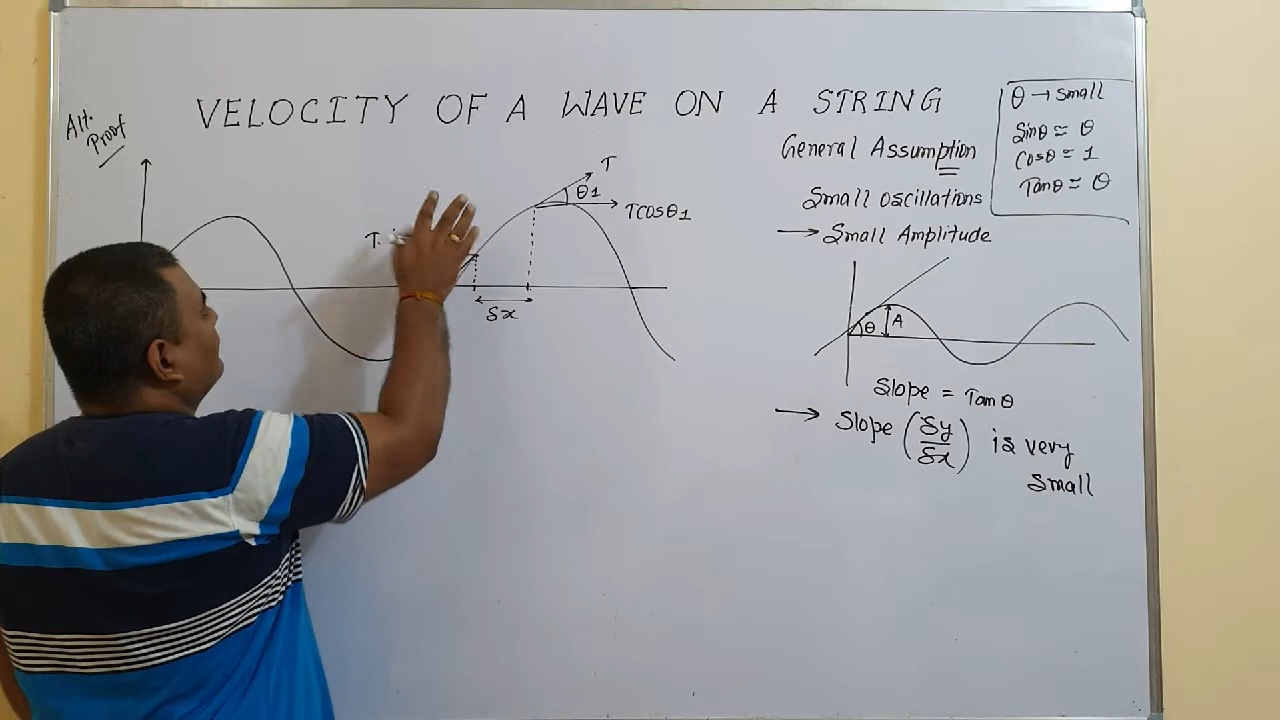 Alt.
Proof
VELOCITY OF A WAVE ON A STRING
θ → Small
Sinθ ≃ θ
Cosθ ≃ 1
Tanθ ≃ θ
General Assumption
Small oscillations
→ Small Amplitude
T
θ1
Tcosθ1
T
δx
θ
A
Slope = Tanθ
→ Slope (δy/δx) is very
Small